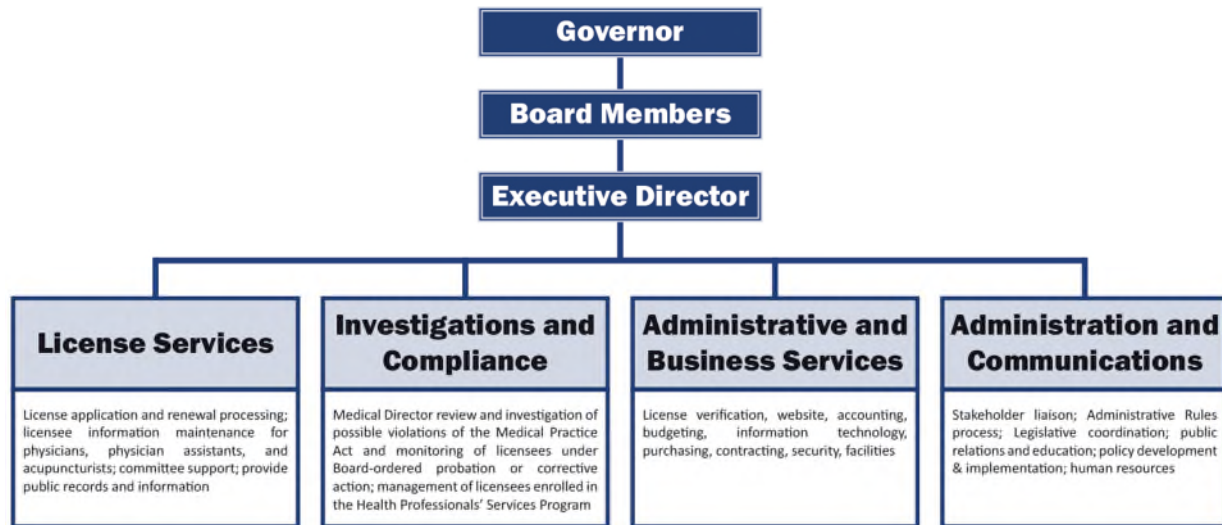 Governor
Board Members
Executive Director
License Services
License application and renewal processing;
licensee information maintenance for
physicians, physician assistants, and
acupuncturists; committee support; provide
public records and information
Investigations and
Compliance
Medical Director review and investigation of
possible violations of the Medical Practice
Act and monitoring of licensees under
Board-ordered probation or corrective
action; management of licensees enrolled in
the Health Professionals’ Services Program
Administrative and
Business Services
License verification, website, accounting,
budgeting, information technology,
purchasing, contracting, security, facilities
Administration and
Communications
Stakeholder liaison; Administrative Rules
process; Legislative coordination; public
relations and education; policy development
& implementation; human resources